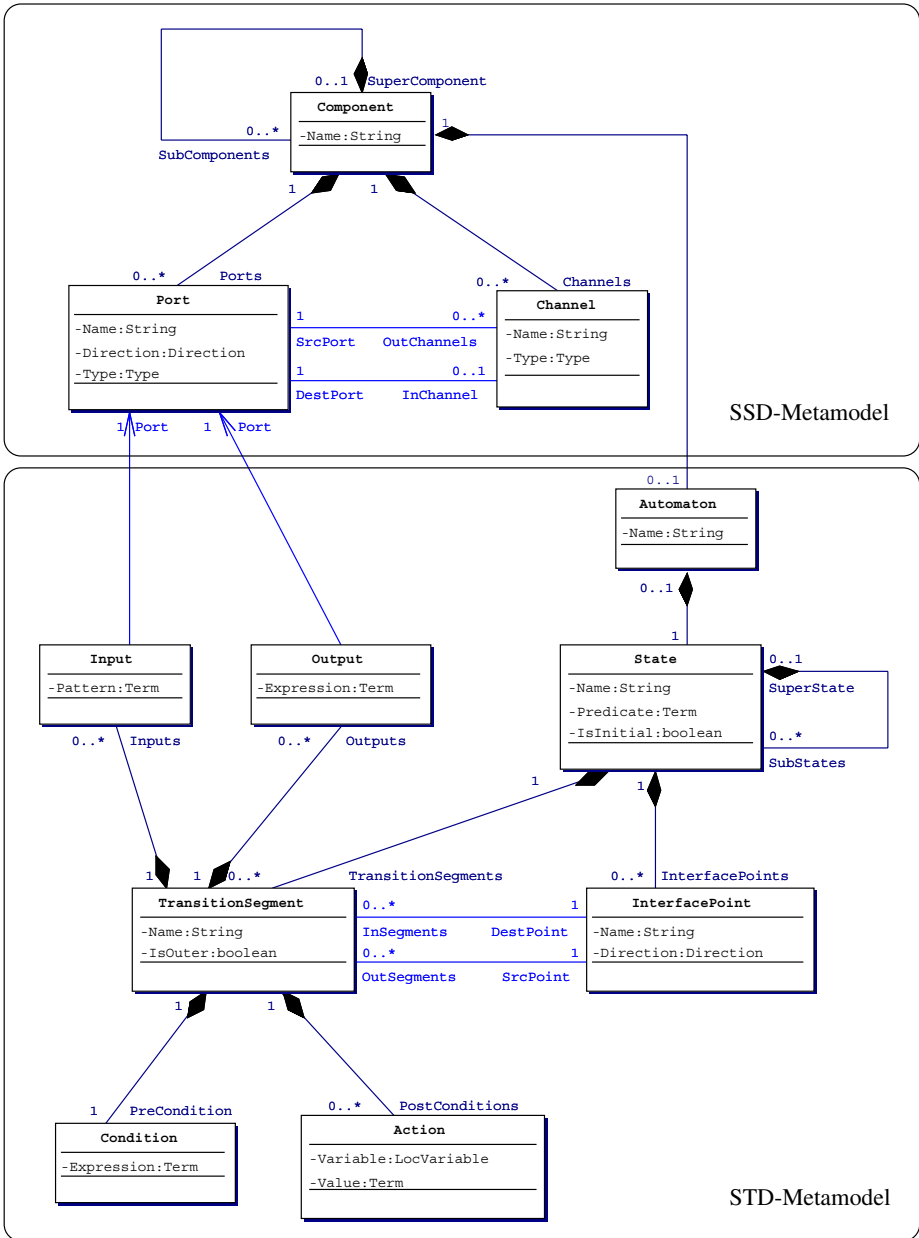 0..1 SuperComponent
Component
-Name:String
0..*
SubComponents
1
1
1
0..* Ports
0..* Channels
Port
-Name:String
-Direction:Direction
-Type:Type
Channel
-Name:String
-Type:Type
1 0..*
SrcPort OutChannels
1 0..1
DestPort InChannel
1 Port
1 Port
SSD-Metamodel
0..1
Automaton
-Name:String
0..1
1
Input
-Pattern:Term
Output
-Expression:Term
State
-Name:String
-Predicate:Term
-IsInitial:boolean
0..1
SuperState
0..*
SubStates
0..* Inputs
0..* Outputs
1
1
1
1
0..* TransitionSegments
0..* InterfacePoints
TransitionSegment
-Name:String
-IsOuter:boolean
0..* 1
InSegments DestPoint
0..* 1
OutSegments SrcPoint
InterfacePoint
-Name:String
-Direction:Direction
1
1
1 PreCondition
0..* PostConditions
Condition
-Expression:Term
Action
-Variable:LocVariable
-Value:Term
STD-Metamodel